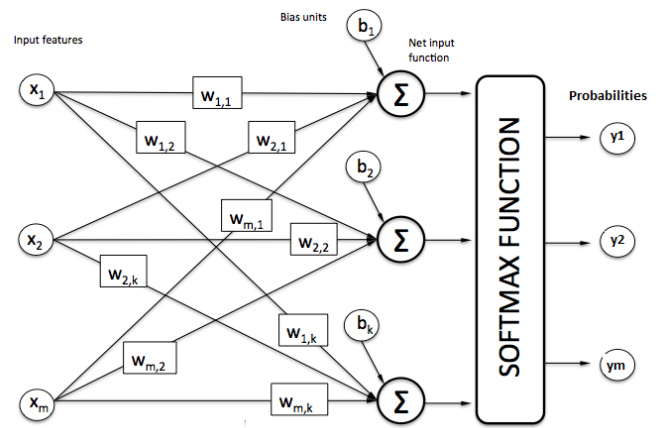 Bias units
b1
Input features
Net input
function
x1
w1,1
Σ
Probabilities
w1,2
w2,1
y1
b2
wm,1
x2
w2,2
Σ
SOFTMAX FUNCTION
y2
w2,k
w1,k
bk
wm,2
ym
xm
wm,k
Σ